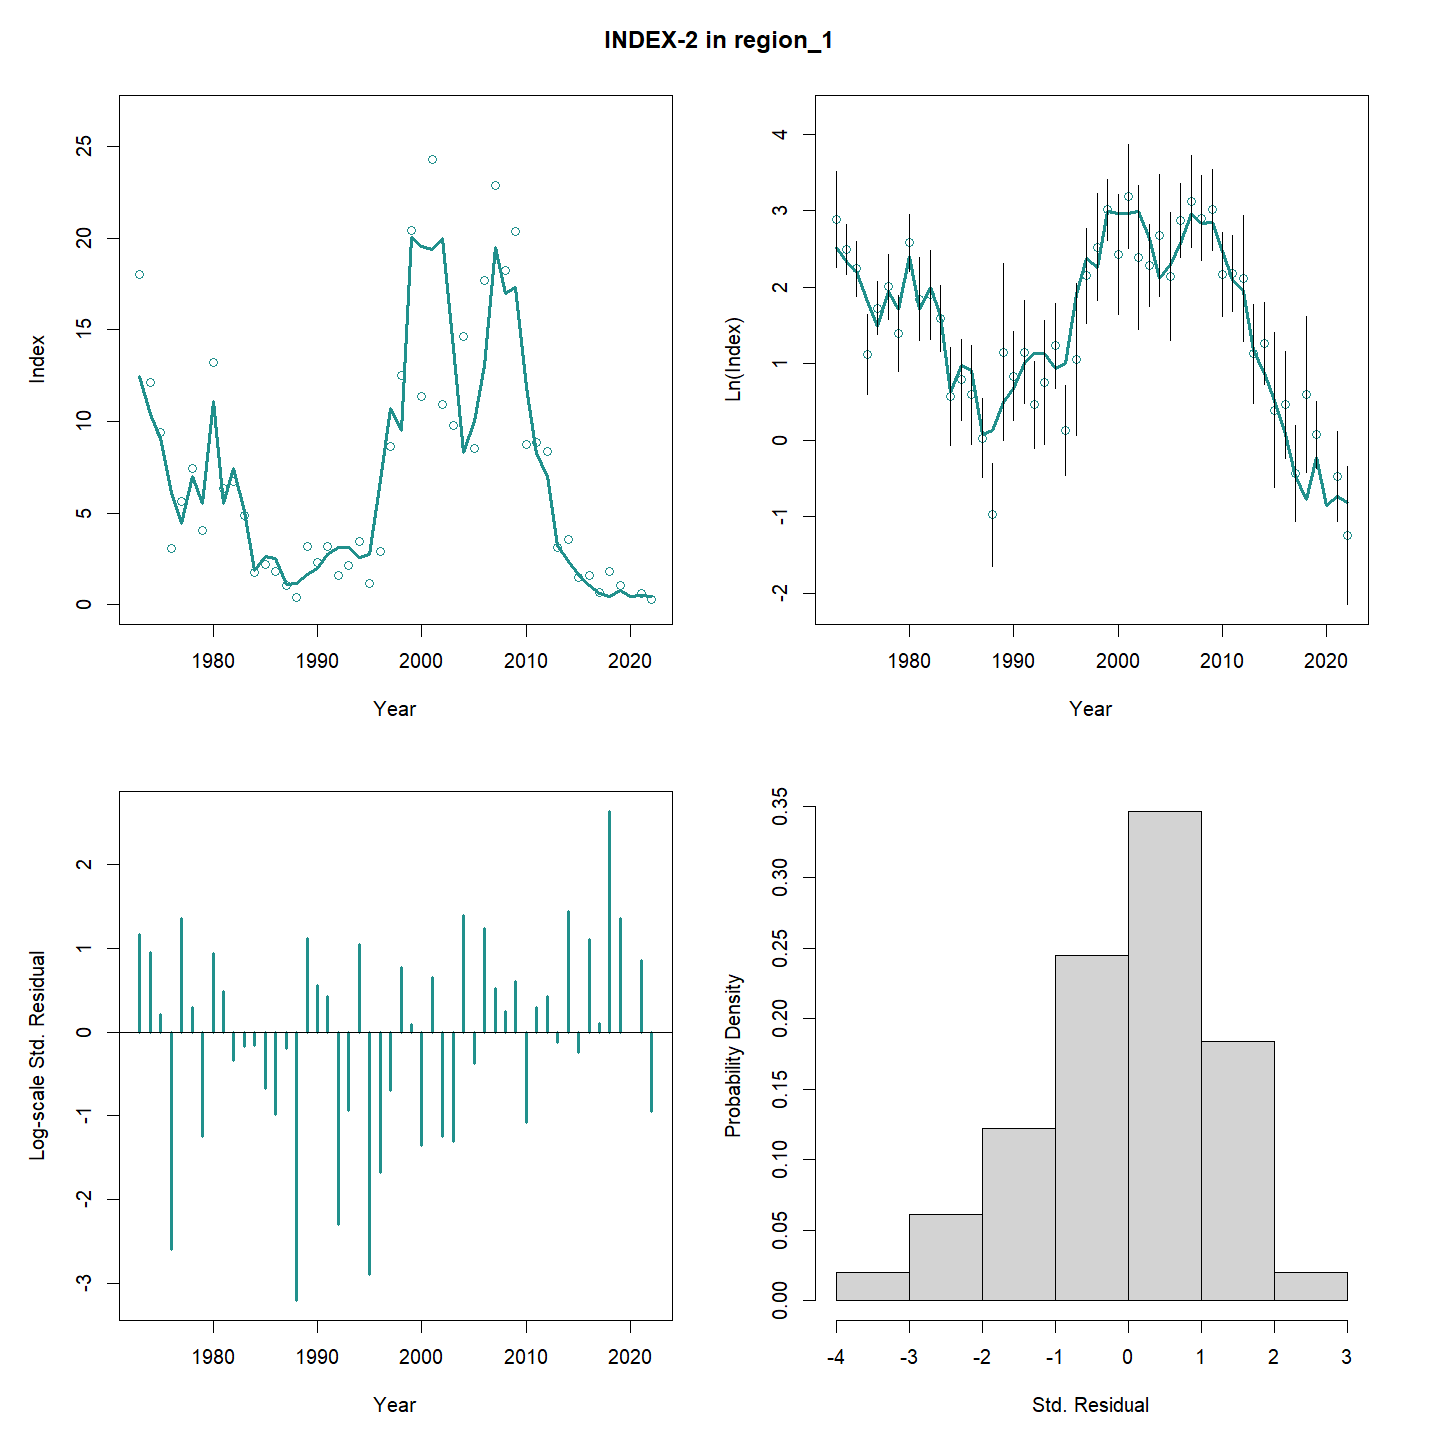 INDEX-2 in region_1
25
20
15
10
5
0
Index
1980 1990 2000 2010 2020
Year
4
3
2
1
0
-1
-2
Ln(Index)
1980 1990 2000 2010 2020
Year
2
1
0
-1
-2
-3
Log-scale Std. Residual
1980 1990 2000 2010 2020
Year
0.35
0.30
0.25
0.20
0.15
0.10
0.05
0.00
Probability Density
-4 -3 -2 -1 0 1 2 3
Std. Residual